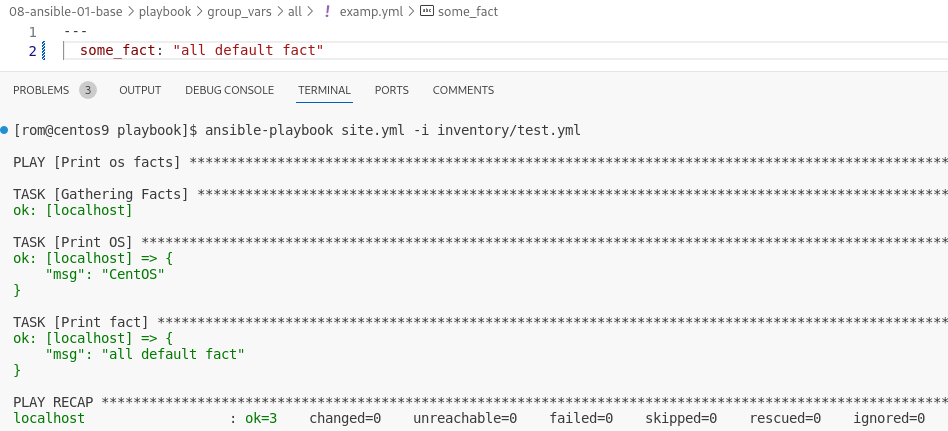 08-ansible-01-base > playbook > group_vars > all > ! examp.yml > abc some_fact
1 ---
2 some_fact: "all default fact"
PROBLEMS 3 OUTPUT DEBUG CONSOLE TERMINAL PORTS COMMENTS
[rom@centos9 playbook]$ ansible-playbook site.yml -i inventory/test.yml
PLAY [Print os facts] ***********************************************************************************************
TASK [Gathering Facts] **********************************************************************************************
ok: [localhost]
TASK [Print OS] *****************************************************************************************************
ok: [localhost] => {
    "msg": "CentOS"
}
TASK [Print fact] ***************************************************************************************************
ok: [localhost] => {
    "msg": "all default fact"
}
PLAY RECAP **********************************************************************************************************
localhost                  : ok=3    changed=0    unreachable=0    failed=0    skipped=0    rescued=0    ignored=0